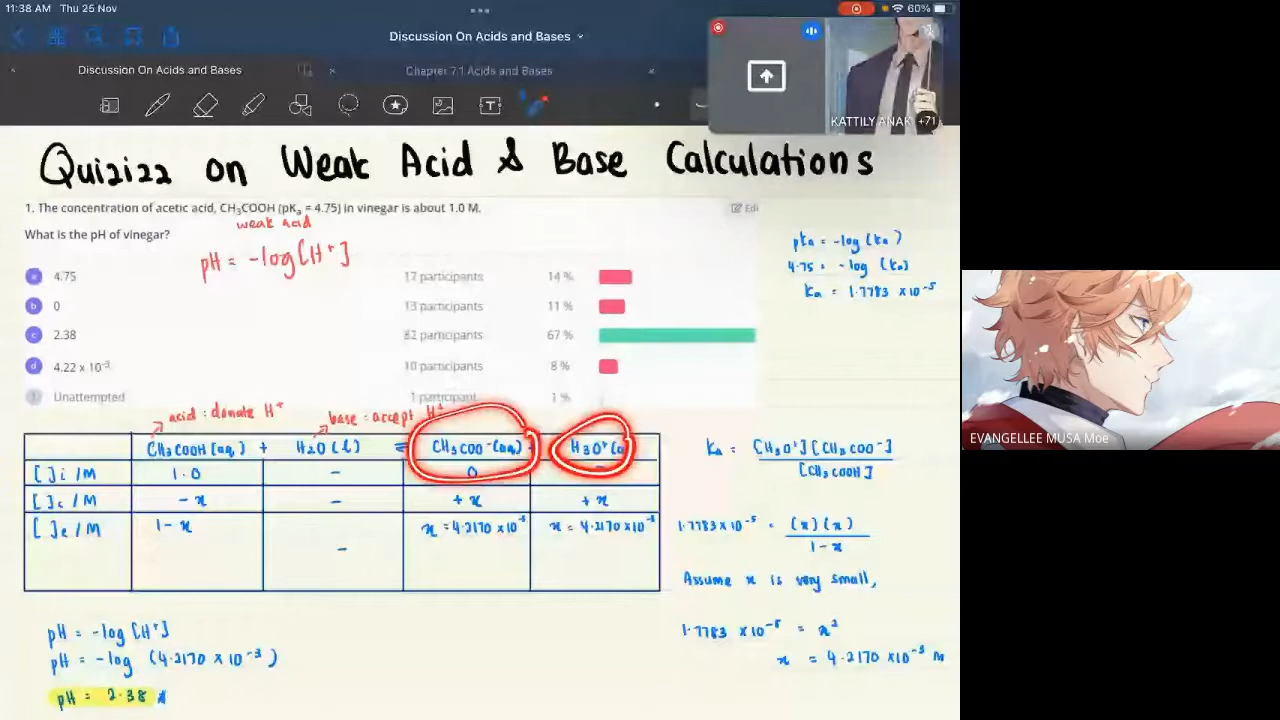 11:38 AM Thu 25 Nov
60%
Discussion On Acids and Bases
Discussion On Acids and Bases
Chapter 7.1 Acids and Bases
KATTILY ANAK +71
Quizizz on Weak Acid & Base Calculations
1. The concentration of acetic acid, CH₃COOH (pKₐ = 4.75) in vinegar is about 1.0 M.
Edi
weak acid
What is the pH of vinegar?
pH = -log[H⁺]
a 4.75 17 participants 14 %
b 0 13 participants 11 %
c 2.38 82 participants 67 %
d 4.22 x 10⁻³ 10 participants 8 %
Unattempted 1 participant 1 %
pKa = -log (Ka)
4.75 = -log (Ka)
Ka = 1.7783 x10⁻⁵
acid : donate H⁺
base : accept H⁺
CH3COOH (aq) + H2O (l) ⇌ CH3COO⁻(aq) H3O⁺(a
[ ]i /M 1.0 - 0
[ ]c /M -x - +x +x
[ ]e /M 1-x - x = 4.2170 x10⁻³ x = 4.2170 x10⁻³
Ka = [CH3O⁺][CH3COO⁻]
[CH3COOH]
1.7783 x10⁻⁵ = (x)(x)
1-x
Assume x is very small,
1.7783 x10⁻⁵ = x²
x = 4.2170 x10⁻³ M
pH = -log [H⁺]
pH = -log (4.2170 x 10⁻³)
pH = 2.38
EVANGELLEE MUSA Moe